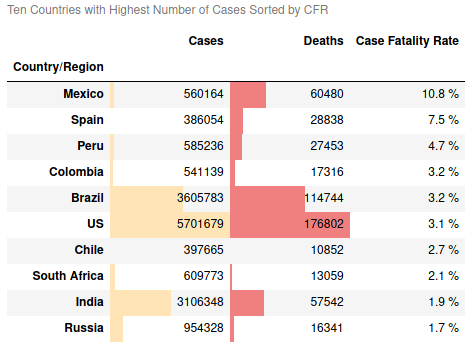 Ten Countries with Highest Number of Cases Sorted by CFR
Cases Deaths Case Fatality Rate
Country/Region
Mexico 560164 60480 10.8 %
Spain 386054 28838 7.5 %
Peru 585236 27453 4.7 %
Colombia 541139 17316 3.2 %
Brazil 3605783 114744 3.2 %
US 5701679 176802 3.1 %
Chile 397665 10852 2.7 %
South Africa 609773 13059 2.1 %
India 3106348 57542 1.9 %
Russia 954328 16341 1.7 %